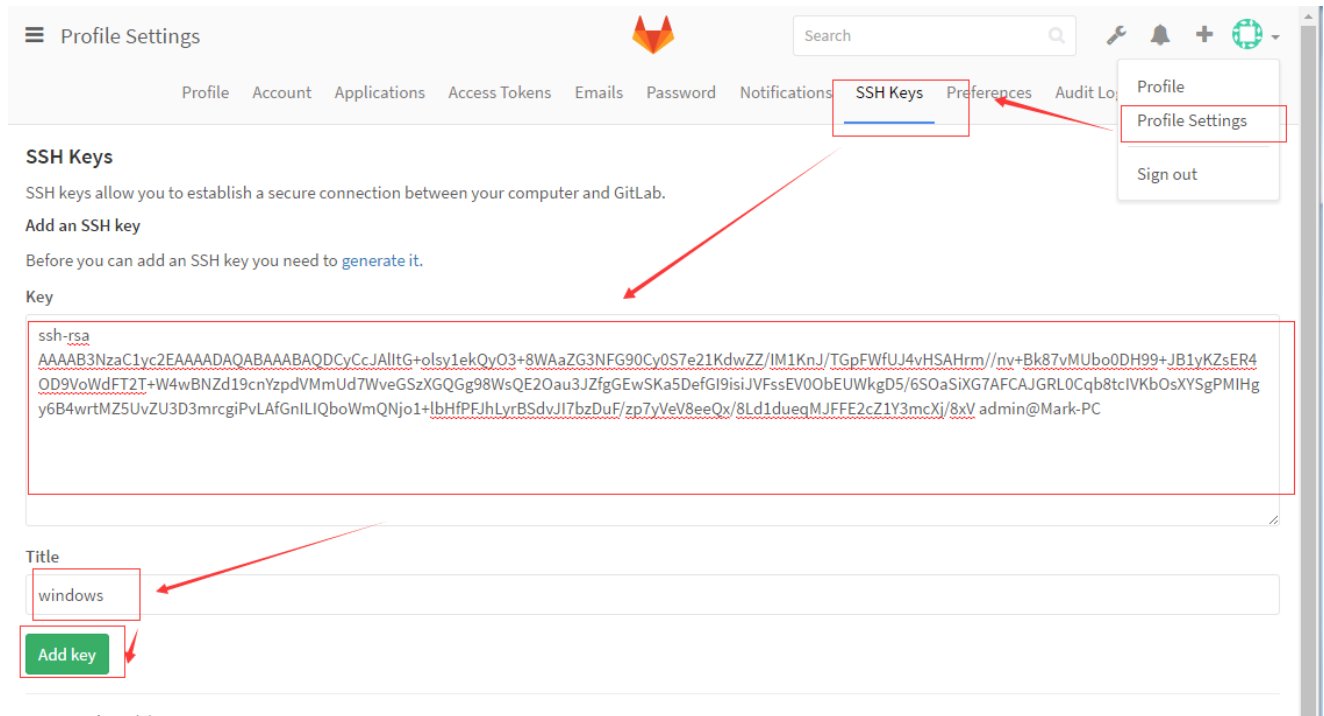 Profile Settings
Search
Profile Account Applications Access Tokens Emails Password Notifications SSH Keys Preferences Audit Log
Profile
Profile Settings
Sign out
SSH Keys
SSH keys allow you to establish a secure connection between your computer and GitLab.
Add an SSH key
Before you can add an SSH key you need to generate it.
Key
ssh-rsa
AAAAB3NzaC1yc2EAAAADAQABAAABAQDCyCcJAlItG+olsy1ekQyO3+8WAaZG3NFG90Cy0S7e21KdwZZ/IM1KnJ/TGpFWfUJ4vHSAHrm//nv+Bk87vMUbo0DH99+JB1yKZsER4
OD9VoWdFT2T+W4wBNZd19cnYzpdVMmUd7WveGSzXGQGg98WsQE2Oau3JZfgGEwSKa5DefGI9isiJVFssEV0ObEUWkgD5/6SOaSiXG7AFCAJGRL0Cqb8tcIVKbOsXYSgPMIHg
y6B4wrtMZ5UvZU3D3mrcgiPvLAfGnILIQboWmQNjo1+lbHfPFJhLyrBSdvJI7bzDuF/zp7yVeV8eeQx/8Ld1dueqMJFFE2cZ1Y3mcXj/8xV admin@Mark-PC
Title
windows
Add key